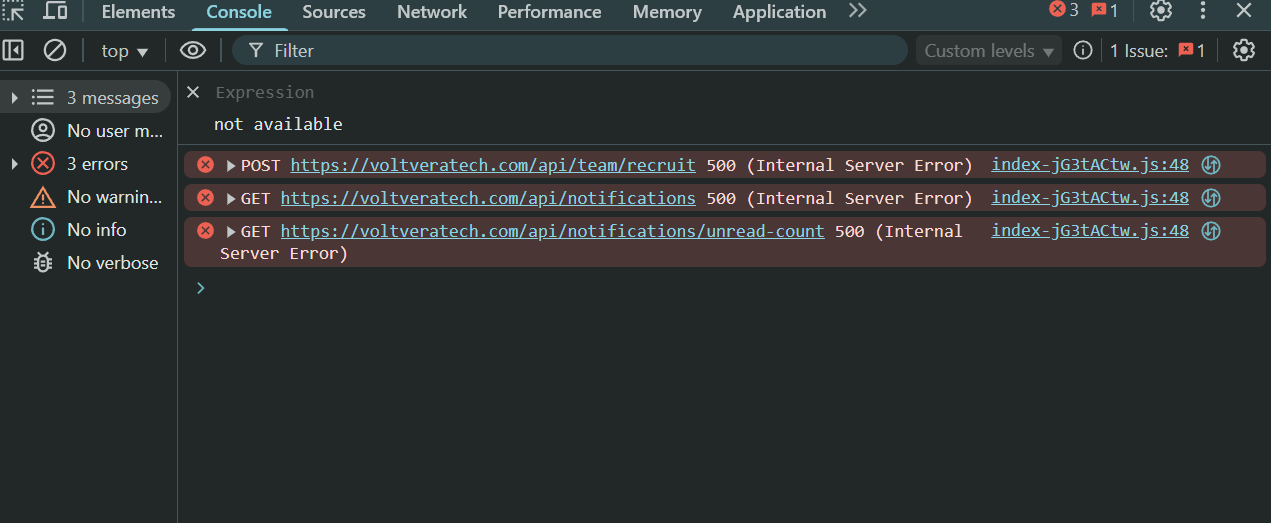 Elements Console Sources Network Performance Memory Application 3 1
top Filter Custom levels 1 Issue: 1
3 messages
No user m...
3 errors
No warnin...
No info
No verbose
Expression
not available
POST https://voltveratech.com/api/team/recruit 500 (Internal Server Error) index-jG3tACtw.js:48
GET https://voltveratech.com/api/notifications 500 (Internal Server Error) index-jG3tACtw.js:48
GET https://voltveratech.com/api/notifications/unread-count 500 (Internal index-jG3tACtw.js:48
Server Error)